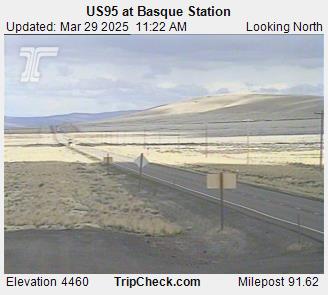 US95 at Basque Station
Updated: Mar 29 2025 11:22 AM Looking North
Elevation 4460 TripCheck.com Milepost 91.62